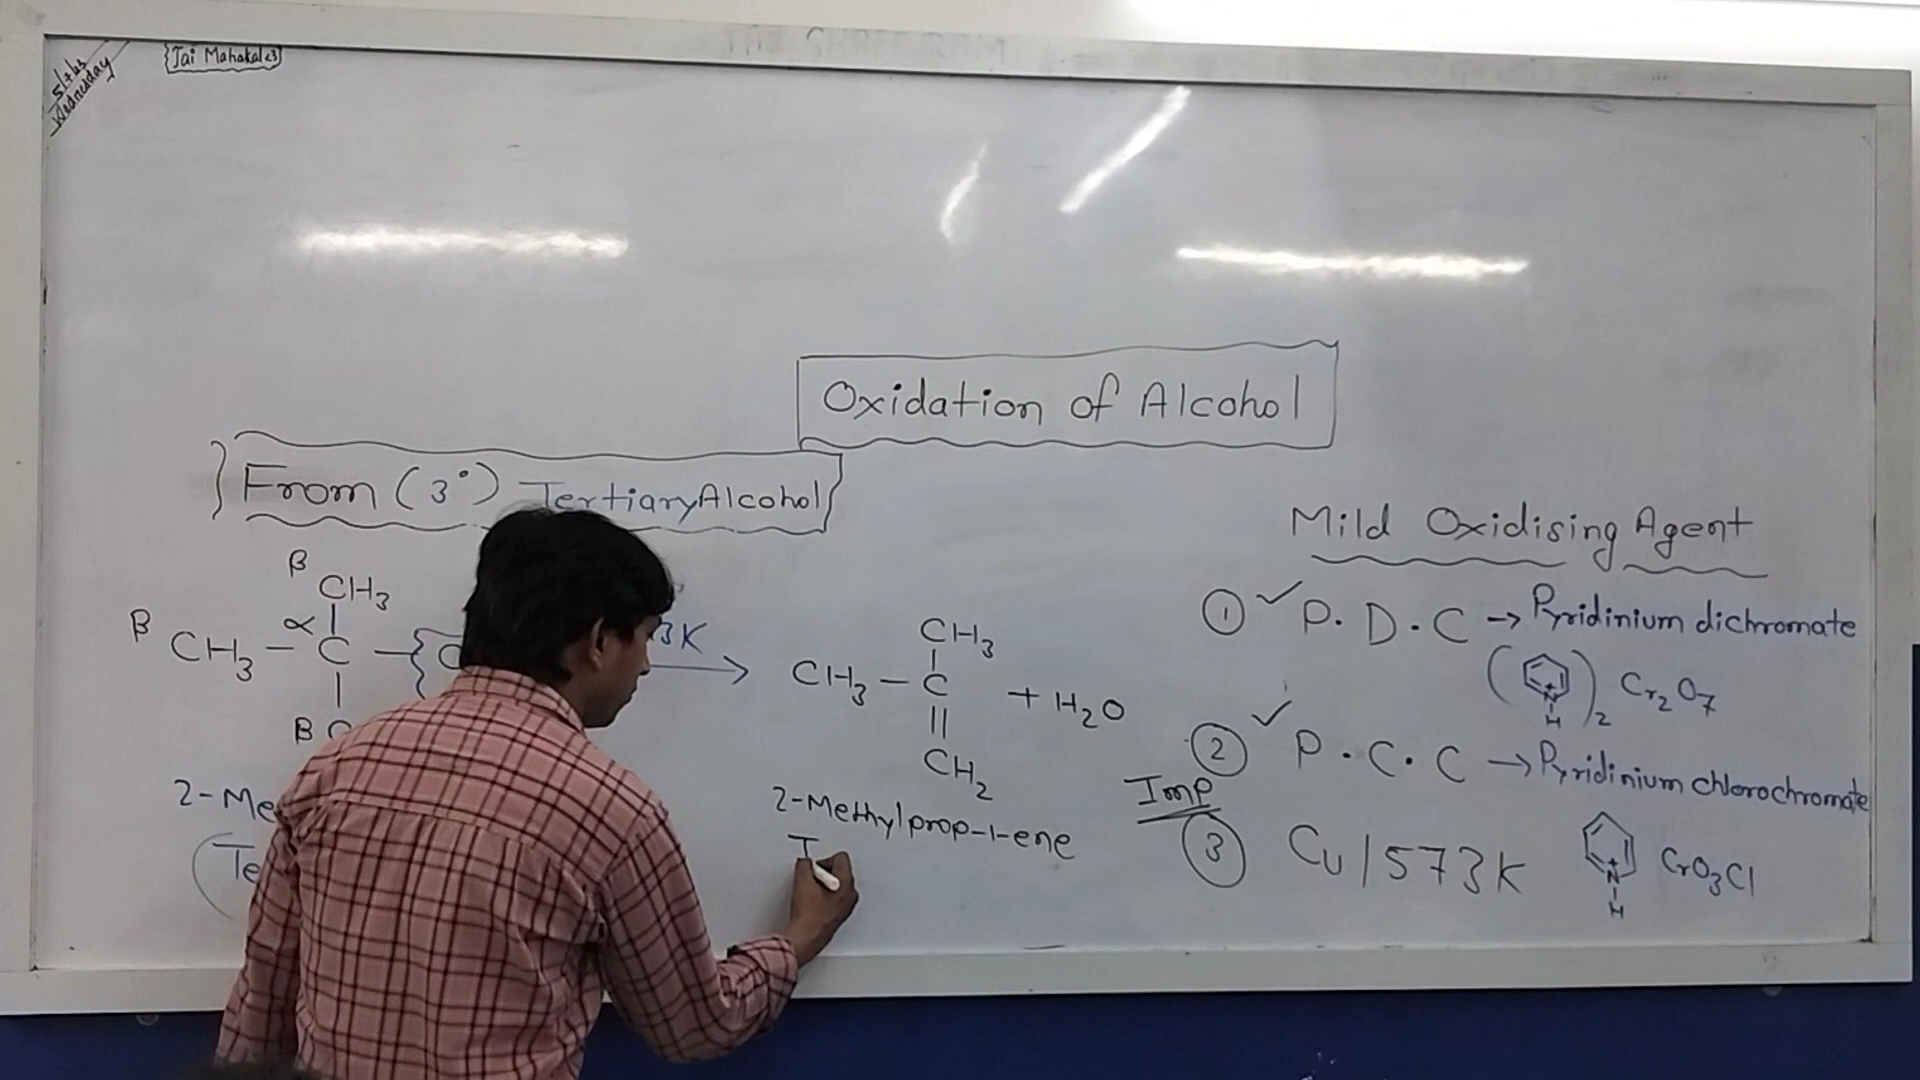 5/7/23
Wednesday
{Jai Mahakal<3}
Oxidation of Alcohol
From (3°) Tertiary Alcohol
β
CH3
β CH3 - C -
α
3K
β
2-Me
(Te
CH3
CH3 - C + H2O
CH2
2-Methylprop-1-ene
I
Mild Oxidising Agent
① ✓ P.D.C → Pyridinium dichromate
( N+ H )2 Cr2O7
② ✓ P.C.C → Pyridinium chlorochromate
Imp
③ Cu/573K
N+ H CrO3Cl